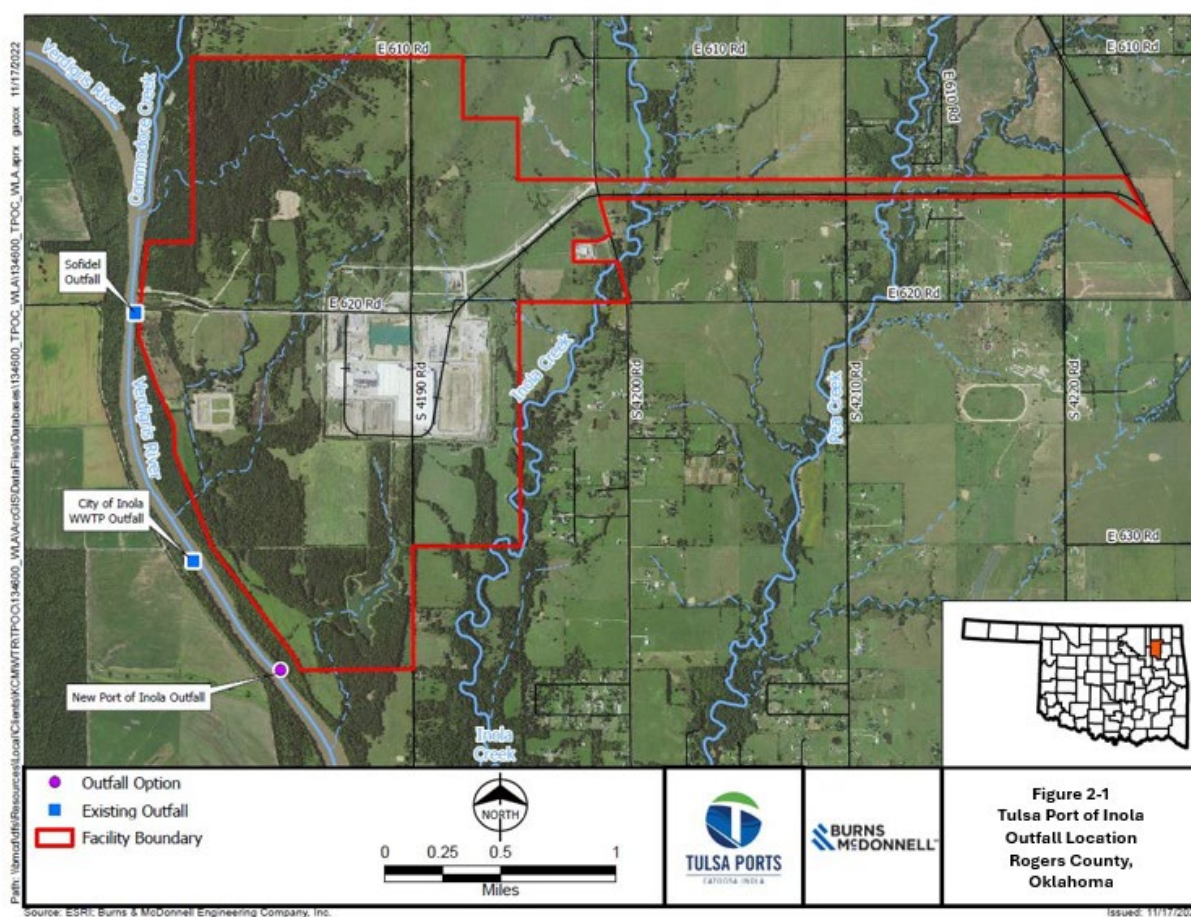 E 610 Rd
E 610 Rd
E 610 Rd
Verdigris River
Commodore Creek
E 610 Rd
Sofidel
Outfall
E 620 Rd
E 620 Rd
Inola Creek
S 4190 Rd
S 4200 Rd
Pea Creek
S 4210 Rd
S 4220 Rd
Verdigris River
City of Inola
WWTP Outfall
E 630 Rd
New Port of Inola Outfall
Inola
Creek
Outfall Option
Existing Outfall
Facility Boundary
NORTH
0 0.25 0.5 1
Miles
TULSA PORTS
CATOOSA INOLA
BURNS
MCDONNELL
Figure 2-1
Tulsa Port of Inola
Outfall Location
Rogers County,
Oklahoma
Source: ESRI; Burns & McDonnell Engineering Company, Inc.
Issued: 11/17/202